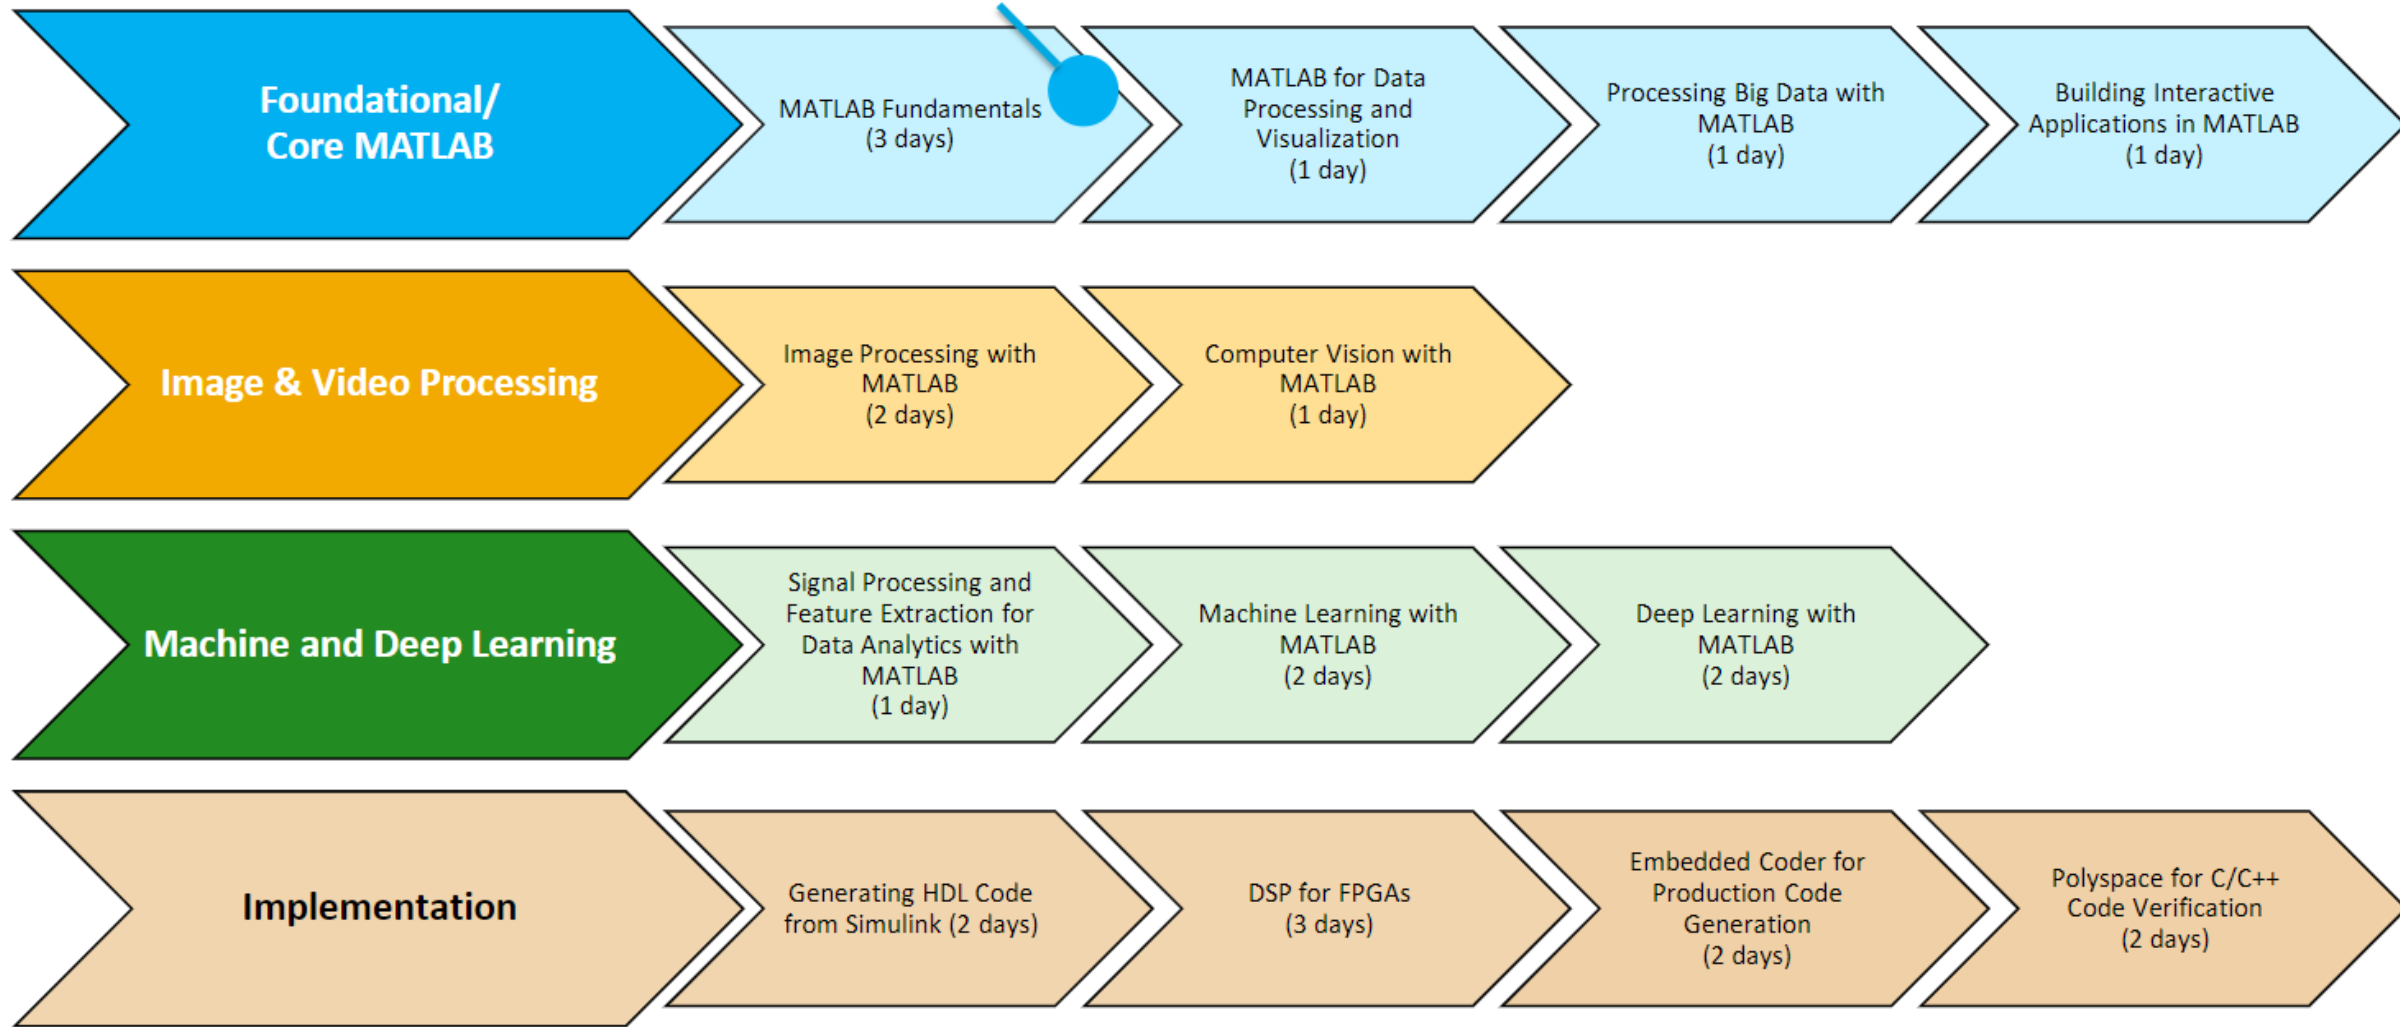 Foundational/
Core MATLAB
MATLAB Fundamentals
(3 days)
MATLAB for Data
Processing and
Visualization
(1 day)
Processing Big Data with
MATLAB
(1 day)
Building Interactive
Applications in MATLAB
(1 day)
Image & Video Processing
Image Processing with
MATLAB
(2 days)
Computer Vision with
MATLAB
(1 day)
Machine and Deep Learning
Signal Processing and
Feature Extraction for
Data Analytics with
MATLAB
(1 day)
Machine Learning with
MATLAB
(2 days)
Deep Learning with
MATLAB
(2 days)
Implementation
Generating HDL Code
from Simulink (2 days)
DSP for FPGAs
(3 days)
Embedded Coder for
Production Code
Generation
(2 days)
Polyspace for C/C++
Code Verification
(2 days)